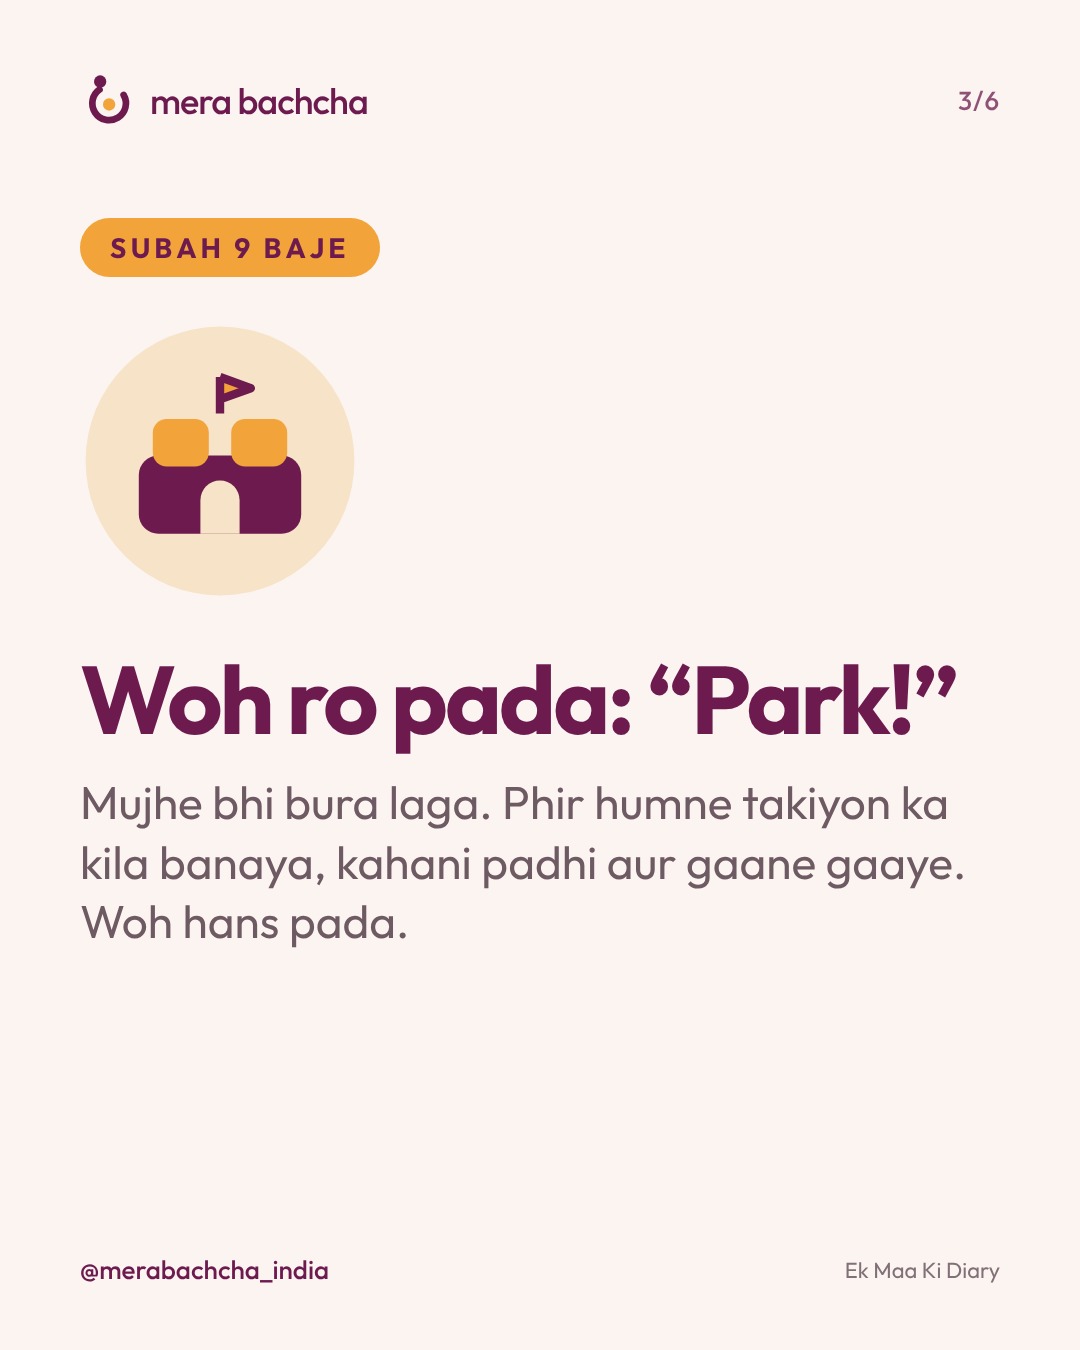 mera bachcha
3/6
SUBAH 9 BAJE
Woh ro pada: “Park!”
Mujhe bhi bura laga. Phir humne takiyon ka
kila banaya, kahani padhi aur gaane gaaye.
Woh hans pada.
@merabachcha_india
Ek Maa Ki Diary